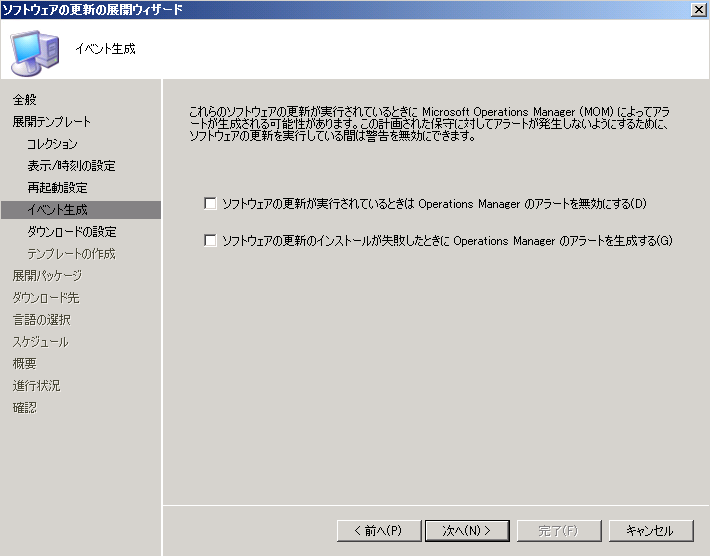 ソフトウェアの更新の展開ウィザード
イベント生成
全般
展開テンプレート
コレクション
表示/時刻の設定
再起動設定
イベント生成
ダウンロードの設定
テンプレートの作成
展開パッケージ
ダウンロード先
言語の選択
スケジュール
概要
進行状況
確認
これらのソフトウェアの更新が実行されているときに Microsoft Operations Manager (MOM) によってアラ
ートが生成される可能性があります。この計画された保守に対してアラートが発生しないようにするために、
ソフトウェアの更新を実行している間は警告を無効にできます。
ソフトウェアの更新が実行されているときは Operations Manager のアラートを無効にする(D)
ソフトウェアの更新のインストールが失敗したときに Operations Manager のアラートを生成する(G)
< 前へ(P)
次へ(N) >
完了(F)
キャンセル